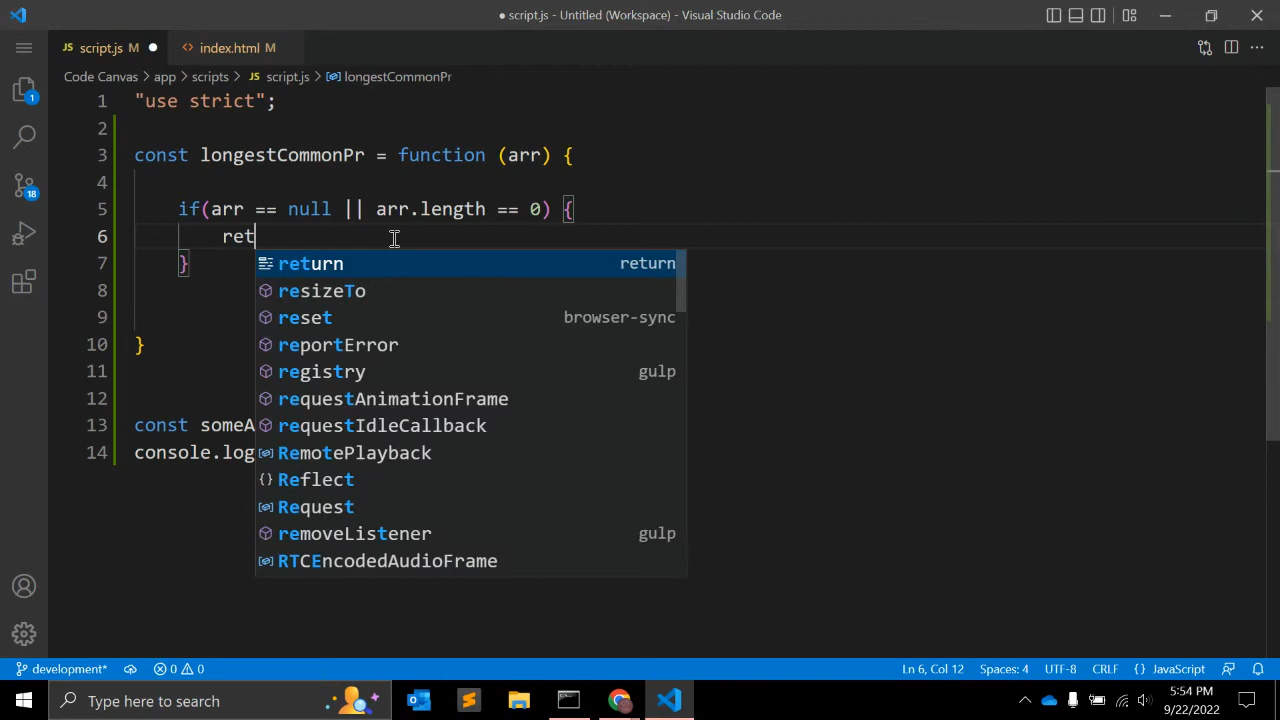 ● script.js - Untitled (Workspace) - Visual Studio Code
JS script.js M ●
<> index.html M
Code Canvas > app > scripts > JS script.js > longestCommonPr
1 "use strict";
2
3 const longestCommonPr = function (arr) {
4
5 if(arr == null || arr.length == 0) {
6 ret
7 }
8
9
10 }
11
12
13 const someA
14 console.log
return return
resizeTo
reset browser-sync
reportError
registry gulp
requestAnimationFrame
requestIdleCallback
RemotePlayback
{} Reflect
Request
removeListener gulp
RTCEncodedAudioFrame
1
18
development* 0 0 Ln 6, Col 12 Spaces: 4 UTF-8 CRLF {} JavaScript
Type here to search
5:54 PM
9/22/2022